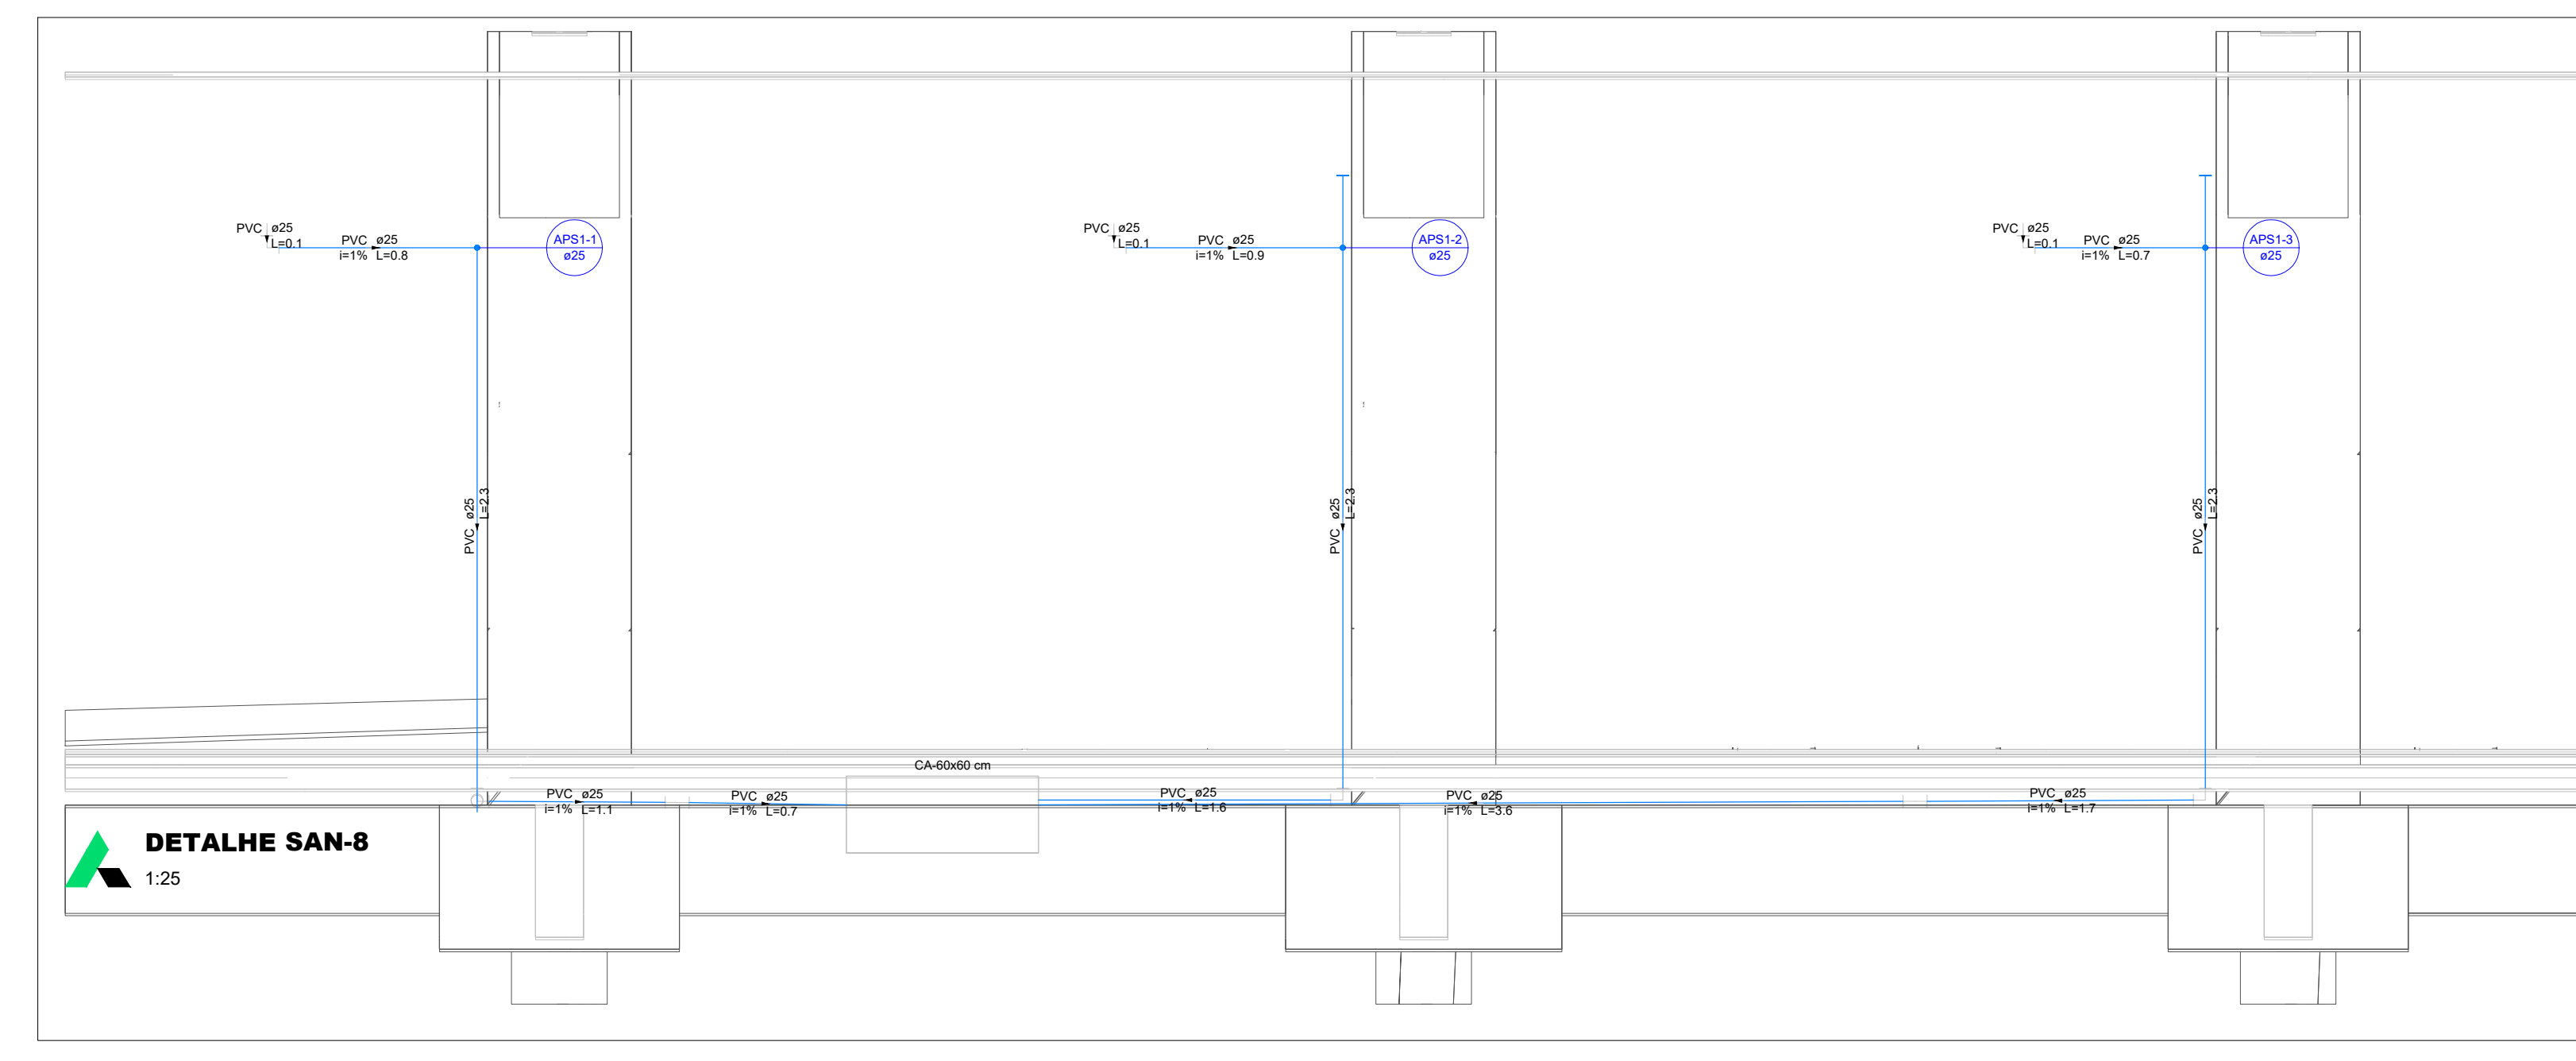 PVC ø25
L=0.1
PVC ø25
i=1% L=0.8
APS1-1
ø25
PVC ø25
L=0.1
PVC ø25
i=1% L=0.9
APS1-2
ø25
PVC ø25
L=0.1
PVC ø25
i=1% L=0.7
APS1-3
ø25
PVC ø25
L=2.3
PVC ø25
L=2.3
PVC ø25
L=2.3
CA-60x60 cm
PVC ø25
i=1% L=1.1
PVC ø25
i=1% L=0.7
PVC ø25
i=1% L=1.6
PVC ø25
i=1% L=3.6
PVC ø25
i=1% L=1.7
DETALHE SAN-8
1:25